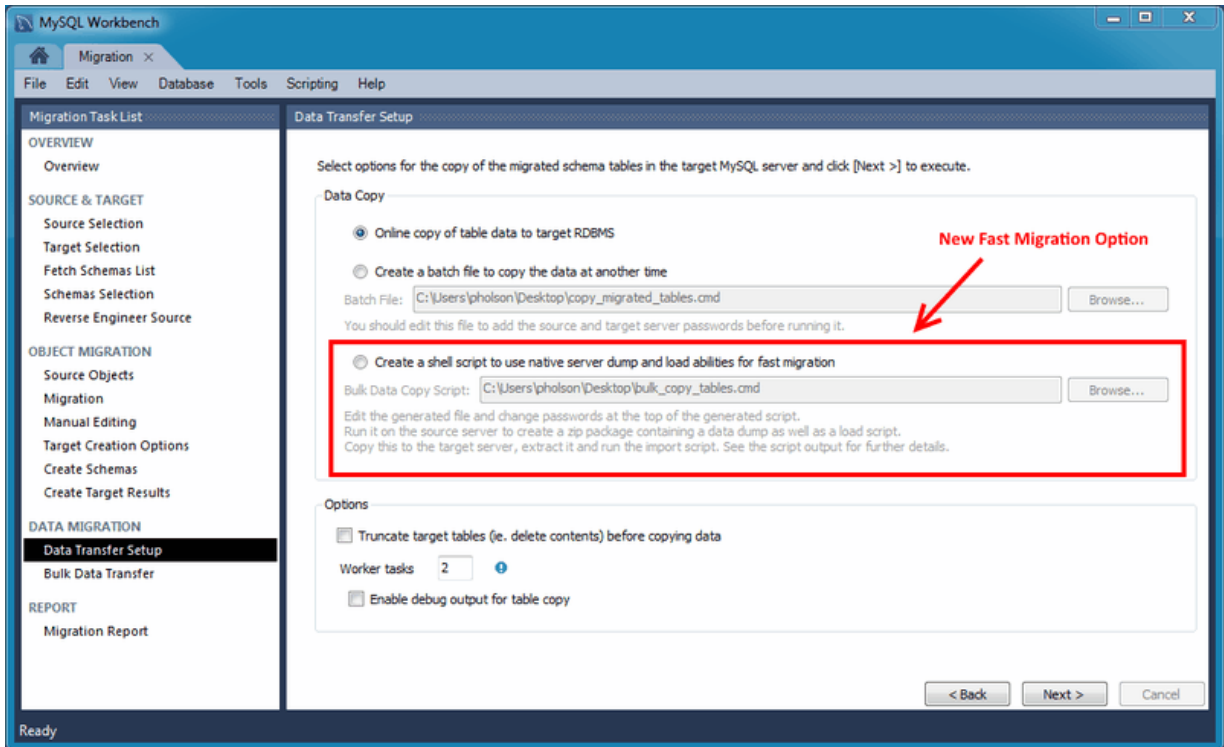 MySQL Workbench
Migration
File Edit View Database Tools Scripting Help
Migration Task List
OVERVIEW
Overview
SOURCE & TARGET
Source Selection
Target Selection
Fetch Schemas List
Schemas Selection
Reverse Engineer Source
OBJECT MIGRATION
Source Objects
Migration
Manual Editing
Target Creation Options
Create Schemas
Create Target Results
DATA MIGRATION
Data Transfer Setup
Bulk Data Transfer
REPORT
Migration Report
Data Transfer Setup
Select options for the copy of the migrated schema tables in the target MySQL server and click [Next >] to execute.
Data Copy
Online copy of table data to target RDBMS
New Fast Migration Option
Create a batch file to copy the data at another time
Batch File: C:\Users\pholson\Desktop\copy_migrated_tables.cmd Browse...
You should edit this file to add the source and target server passwords before running it.
Create a shell script to use native server dump and load abilities for fast migration
Bulk Data Copy Script: C:\Users\pholson\Desktop\bulk_copy_tables.cmd Browse...
Edit the generated file and change passwords at the top of the generated script.
Run it on the source server to create a zip package containing a data dump as well as a load script.
Copy this to the target server, extract it and run the import script. See the script output for further details.
Options
Truncate target tables (ie. delete contents) before copying data
Worker tasks 2
Enable debug output for table copy
< Back Next > Cancel
Ready